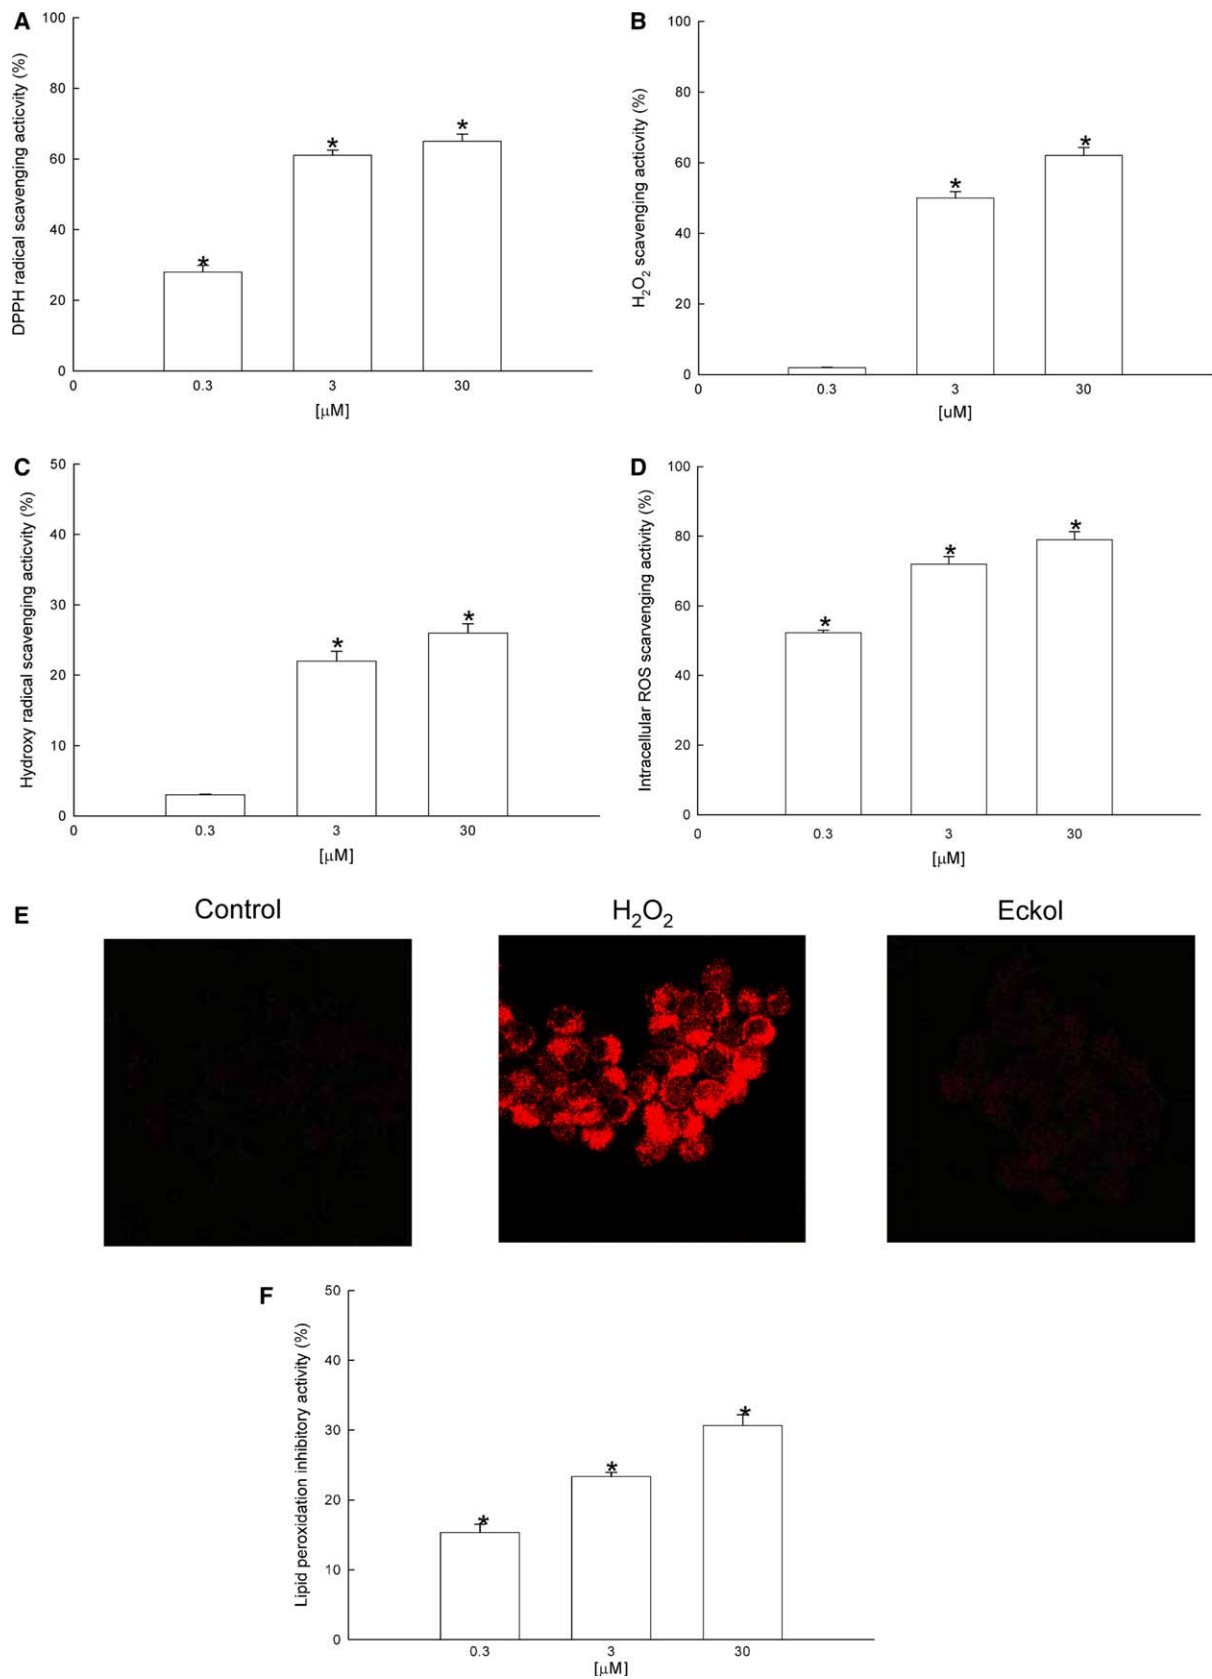 A
DPPH radical scavenging acticvity (%)
100
80
60
40
20
0
* * *
0 0.3 3 30
[μM]
B
H2O2 scavenging acticvity (%)
100
80
60
40
20
0
* *
0 0.3 3 30
[uM]
C
Hydroxy radical scavenging acticvity (%)
50
40
30
20
10
0
* *
0 0.3 3 30
[μM]
D
Intracellular ROS scarvenging activity (%)
100
80
60
40
20
0
* * *
0 0.3 3 30
[μM]
E
Control
H2O2
Eckol
F
Lipid peroxidation inhibitory activity (%)
50
40
30
20
10
0
* * *
0.3 3 30
[μM]